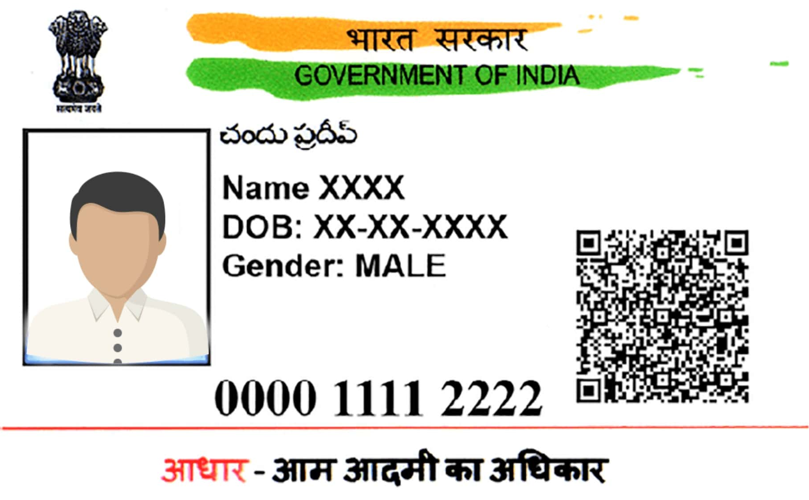 भारत सरकार
GOVERNMENT OF INDIA
सत्यमेव जयते
చందు ప్రదీప్
Name XXXX
DOB: XX-XX-XXXX
Gender: MALE
0000 1111 2222
आधार - आम आदमी का अधिकार